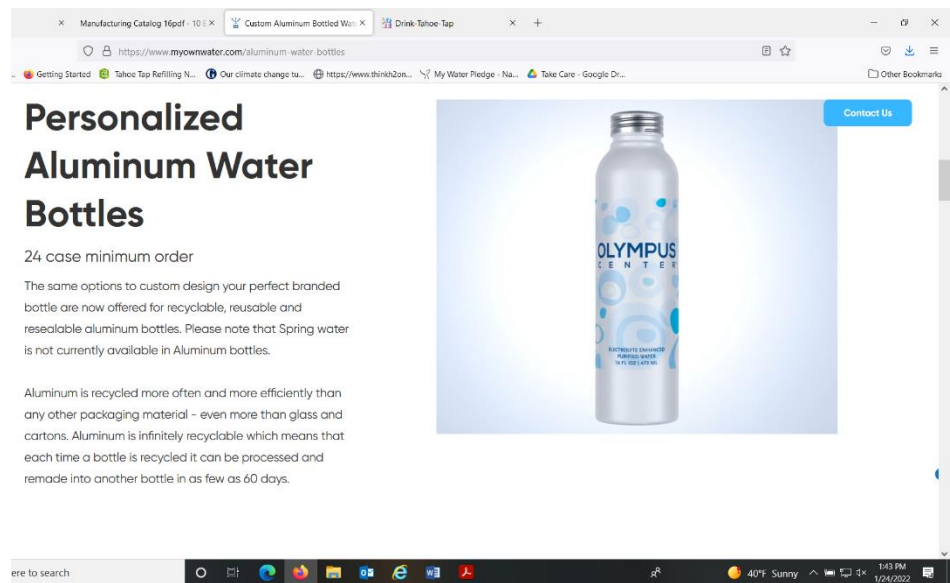 Manufacturing Catalog 16pdf - 10
Custom Aluminum Bottled Wat
Drink-Tahoe-Tap
https://www.myownwater.com/aluminum-water-bottles
Getting Started
Tahoe Tap Refilling N...
Our climate change tu...
https://www.thinkh2on...
My Water Pledge - Na...
Take Care - Google Dr...
Other Bookmarks
Contact Us
Personalized
Aluminum Water
Bottles
24 case minimum order
The same options to custom design your perfect branded
bottle are now offered for recyclable, reusable and
resealable aluminum bottles. Please note that Spring water
is not currently available in Aluminum bottles.
Aluminum is recycled more often and more efficiently than
any other packaging material - even more than glass and
cartons. Aluminum is infinitely recyclable which means that
each time a bottle is recycled it can be processed and
remade into another bottle in as few as 60 days.
OLYMPUS
CENTER
ELECTROLYTE ENHANCED
PURIFIED WATER
16 FL OZ | 473 ML
ere to search
40°F Sunny
1:43 PM
1/24/2022